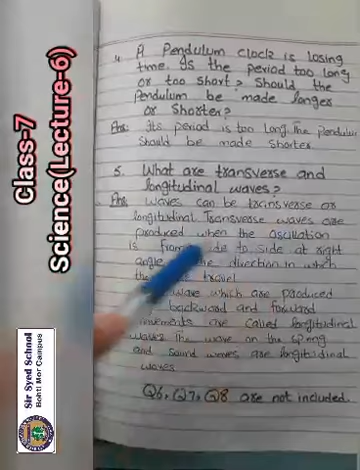 Class-7
Science(Lecture-6)
Sir Syed School
Rehti Mor Campus
4. A Pendulum clock is losing
time. Is the period too long
or too short? Should the
Pendulum be made longer
or shorter?
Ans: Its period is too long. The pendulum
should be made shorter.
5. What are transverse and
longitudinal waves?
Ans: Waves can be transverse or
longitudinal. Transverse waves are
produced when the oscillation
is from side to side at right
angle the direction in which
the travel
wave which are produced
backward and forward
movements are called longitudinal
waves. The wave on the spring
and sound waves are longitudinal
waves.
Q6, Q7, Q8 are not included.